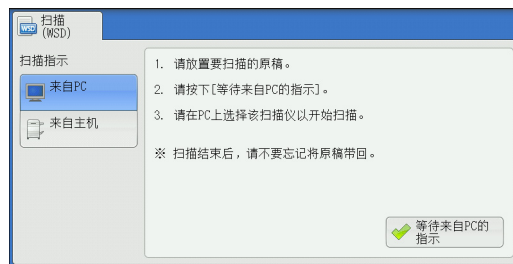 WSD
扫描
(WSD)
扫描指示
来自PC
来自主机
1. 请放置要扫描的原稿。
2. 请按下[等待来自PC的指示]。
3. 请在PC上选择该扫描仪以开始扫描。
※ 扫描结束后，请不要忘记将原稿带回。
等待来自PC的
指示